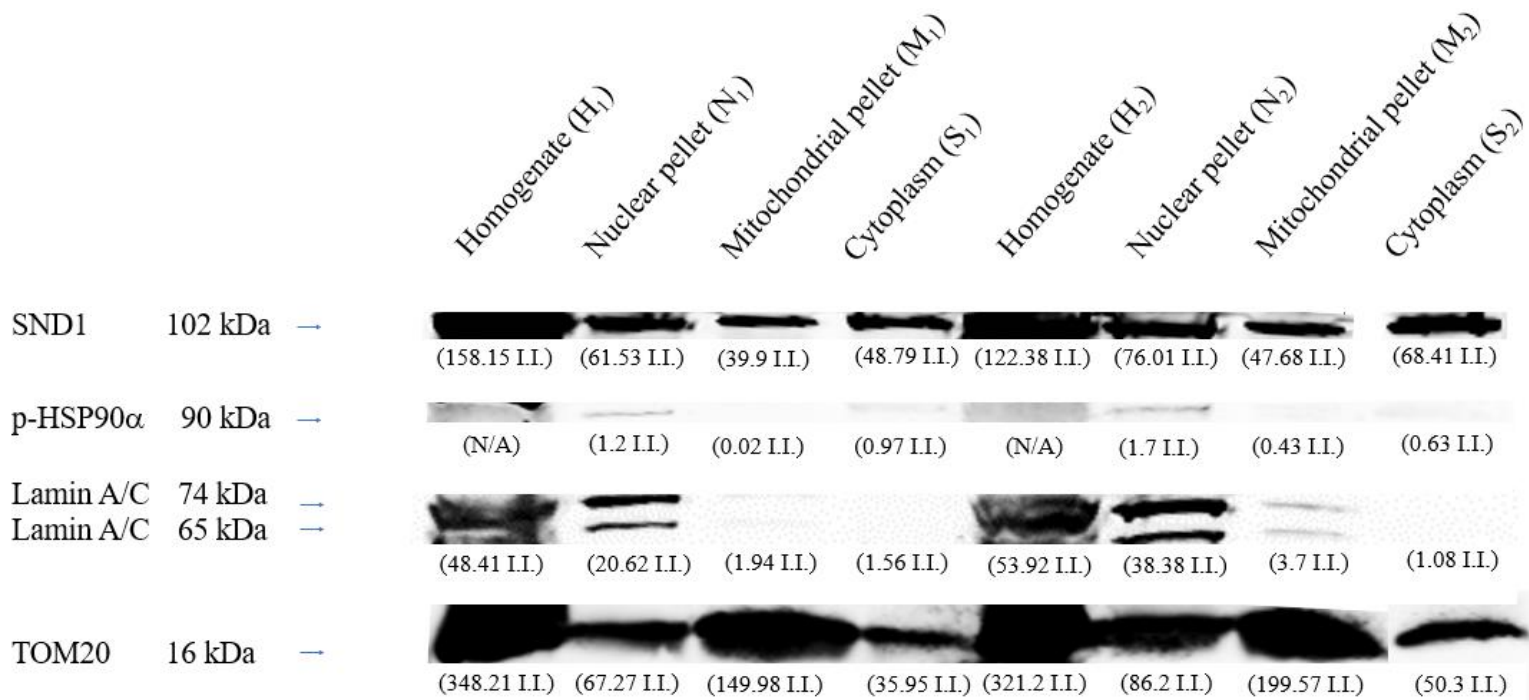 Homogenate (H₁)
Nuclear pellet (N₁)
Mitochondrial pellet (M₁)
Cytoplasm (S₁)
Homogenate (H₂)
Nuclear pellet (N₂)
Mitochondrial pellet (M₂)
Cytoplasm (S₂)
SND1 102 kDa →
(158.15 I.I.) (61.53 I.I.) (39.9 I.I.) (48.79 I.I.) (122.38 I.I.) (76.01 I.I.) (47.68 I.I.) (68.41 I.I.)
p-HSP90α 90 kDa →
(N/A) (1.2 I.I.) (0.02 I.I.) (0.97 I.I.) (N/A) (1.7 I.I.) (0.43 I.I.) (0.63 I.I.)
Lamin A/C 74 kDa →
Lamin A/C 65 kDa →
(48.41 I.I.) (20.62 I.I.) (1.94 I.I.) (1.56 I.I.) (53.92 I.I.) (38.38 I.I.) (3.7 I.I.) (1.08 I.I.)
TOM20 16 kDa →
(348.21 I.I.) (67.27 I.I.) (149.98 I.I.) (35.95 I.I.) (321.2 I.I.) (86.2 I.I.) (199.57 I.I.) (50.3 I.I.)